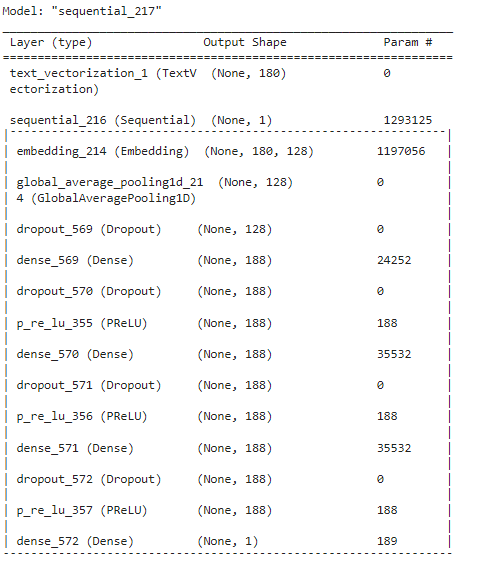 Model: "sequential_217"
Layer (type) Output Shape Param #
text_vectorization_1 (TextV (None, 180) 0
ectorization)
sequential_216 (Sequential) (None, 1) 1293125
embedding_214 (Embedding) (None, 180, 128) 1197056
global_average_pooling1d_21 (None, 128) 0
4 (GlobalAveragePooling1D)
dropout_569 (Dropout) (None, 128) 0
dense_569 (Dense) (None, 188) 24252
dropout_570 (Dropout) (None, 188) 0
p_re_lu_355 (PReLU) (None, 188) 188
dense_570 (Dense) (None, 188) 35532
dropout_571 (Dropout) (None, 188) 0
p_re_lu_356 (PReLU) (None, 188) 188
dense_571 (Dense) (None, 188) 35532
dropout_572 (Dropout) (None, 188) 0
p_re_lu_357 (PReLU) (None, 188) 188
dense_572 (Dense) (None, 1) 189